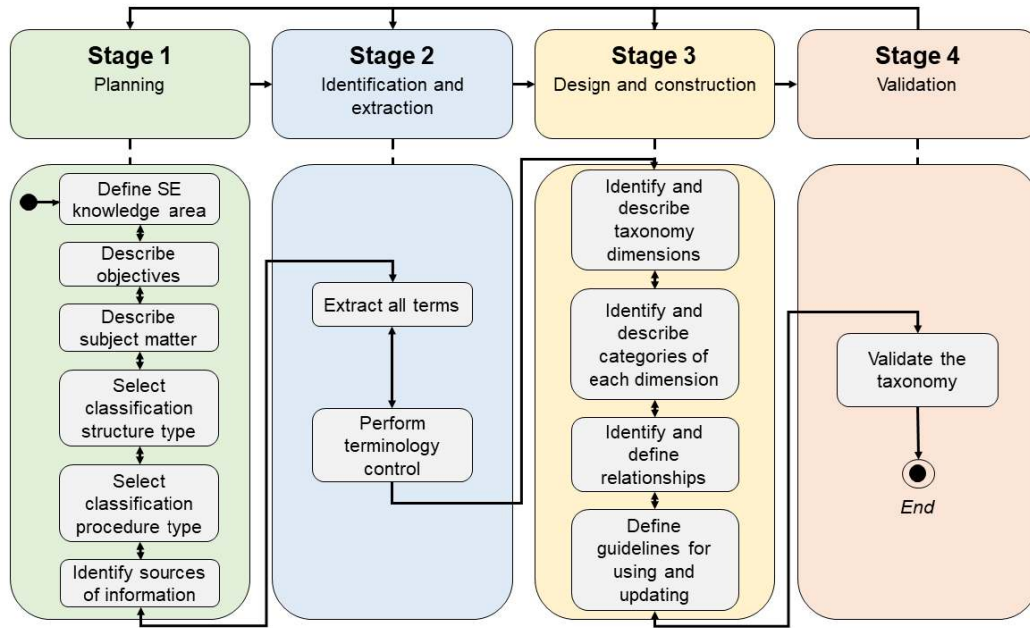 Stage 1
Planning
Stage 2
Identification and
extraction
Stage 3
Design and construction
Stage 4
Validation
Define SE
knowledge area
Describe
objectives
Describe
subject matter
Select
classification
structure type
Select
classification
procedure type
Identify sources
of information
Extract all terms
Perform
terminology
control
Identify and
describe
taxonomy
dimensions
Identify and
describe
categories of
each dimension
Identify and
define
relationships
Define
guidelines for
using and
updating
Validate the
taxonomy
End